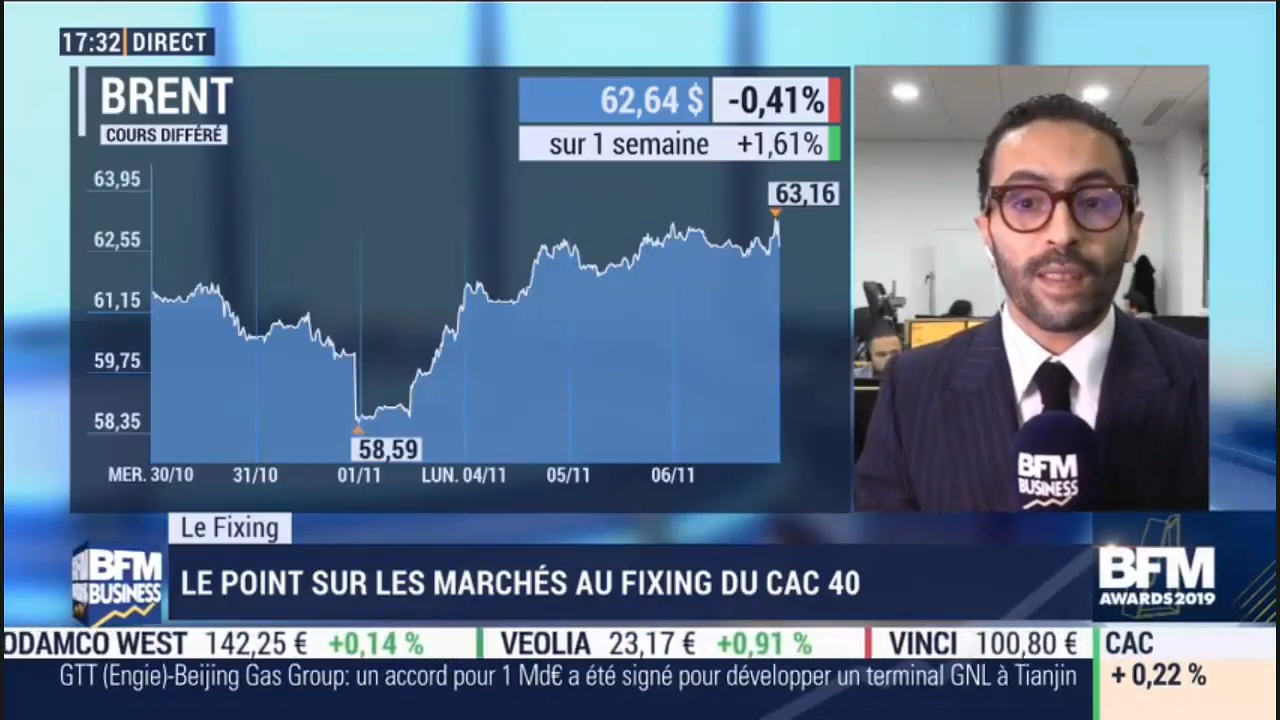 17:32 DIRECT
BRENT
COURS DIFFÉRÉ
62,64 $ -0,41%
sur 1 semaine +1,61%
63,95
62,55
61,15
59,75
58,35
63,16
58,59
MER. 30/10 31/10 01/11 LUN. 04/11 05/11 06/11
BFM
BUSINESS
Le Fixing
BFM
BUSINESS
LE POINT SUR LES MARCHÉS AU FIXING DU CAC 40
BFM
AWARDS 2019
ODAMCO WEST 142,25 € +0,14 % VEOLIA 23,17 € +0,91 % VINCI 100,80 €
CAC
+ 0,22 %
GTT (Engie)-Beijing Gas Group: un accord pour 1 Md€ a été signé pour développer un terminal GNL à Tianjin